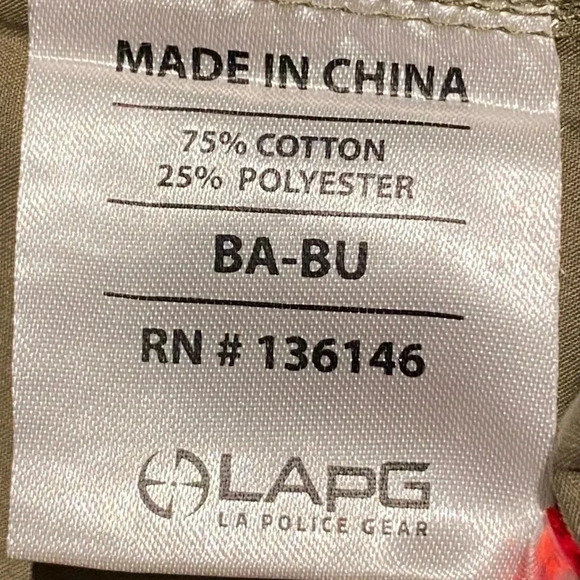 MADE IN CHINA
75% COTTON
25% POLYESTER
BA-BU
RN # 136146
LAPG
LA POLICE GEAR